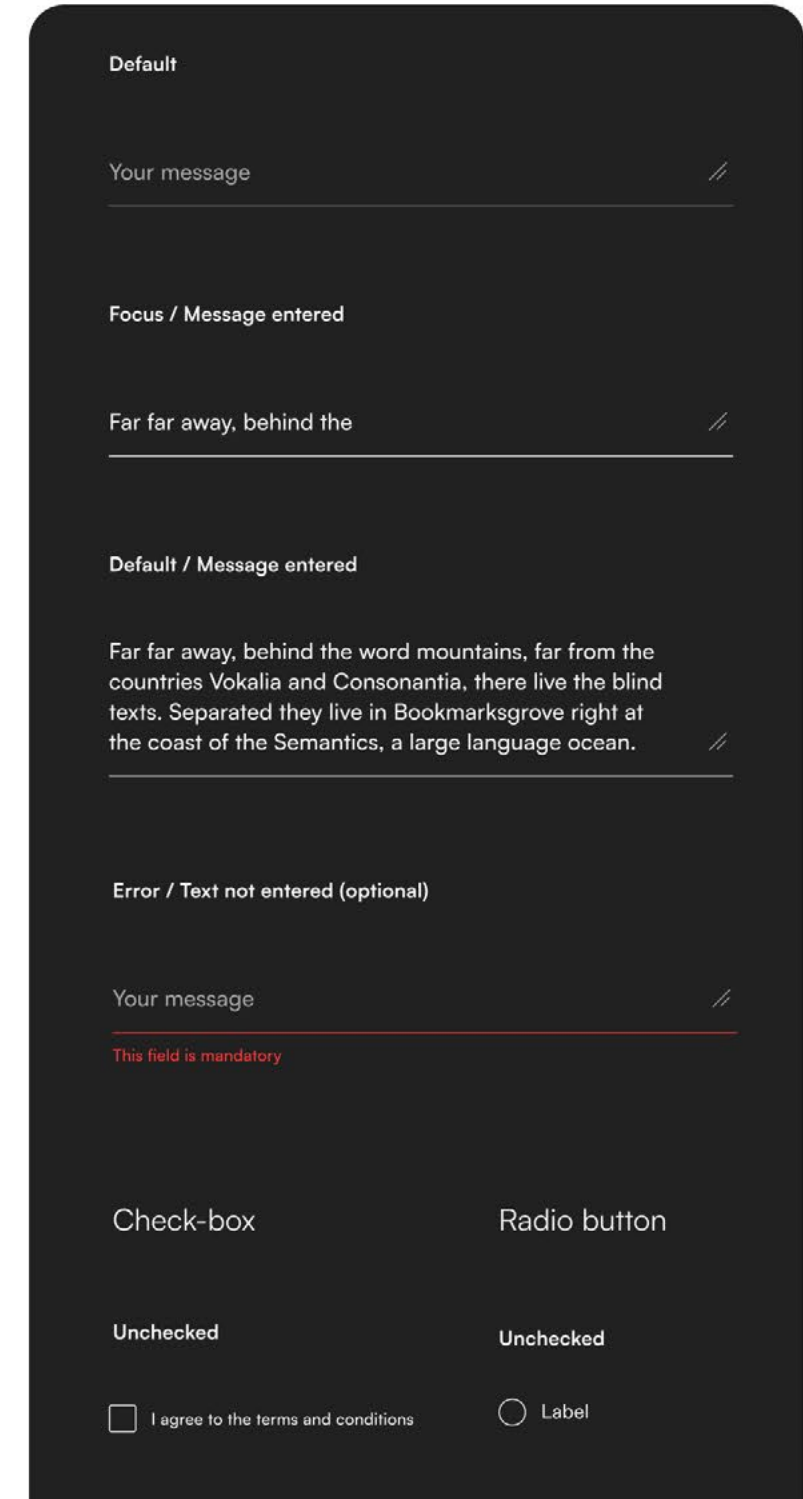 Default
Your message
Focus / Message entered
Far far away, behind the
Default / Message entered
Far far away, behind the word mountains, far from the
countries Vokalia and Consonantia, there live the blind
texts. Separated they live in Bookmarksgrove right at
the coast of the Semantics, a large language ocean.
Error / Text not entered (optional)
Your message
This field is mandatory
Check-box
Radio button
Unchecked
Unchecked
I agree to the terms and conditions
Label